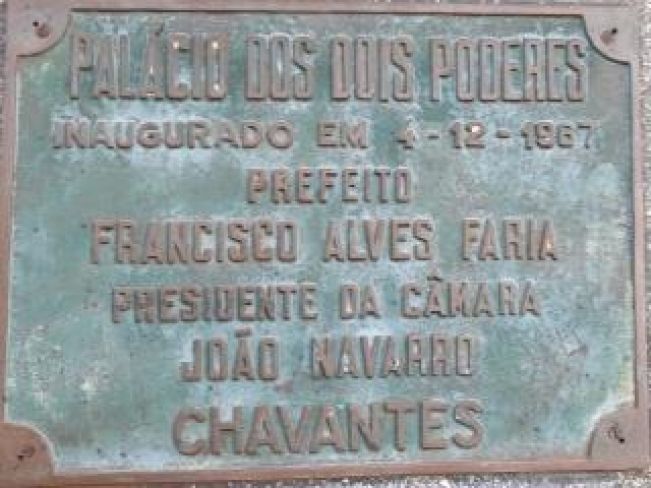 PALÁCIO DOS DOIS PODERES
INAUGURADO EM 4-12-1967
PREFEITO
FRANCISCO ALVES FARIA
PRESIDENTE DA CÂMARA
JOÃO NAVARRO
CHAVANTES